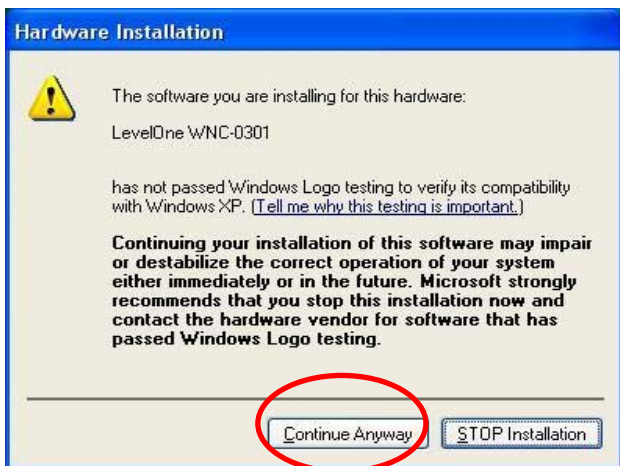 Hardware Installation
The software you are installing for this hardware:
LevelOne WNC-0301
has not passed Windows Logo testing to verify its compatibility
with Windows XP. (Tell me why this testing is important.)
Continuing your installation of this software may impair
or destabilize the correct operation of your system
either immediately or in the future. Microsoft strongly
recommends that you stop this installation now and
contact the hardware vendor for software that has
passed Windows Logo testing.
Continue Anyway STOP Installation